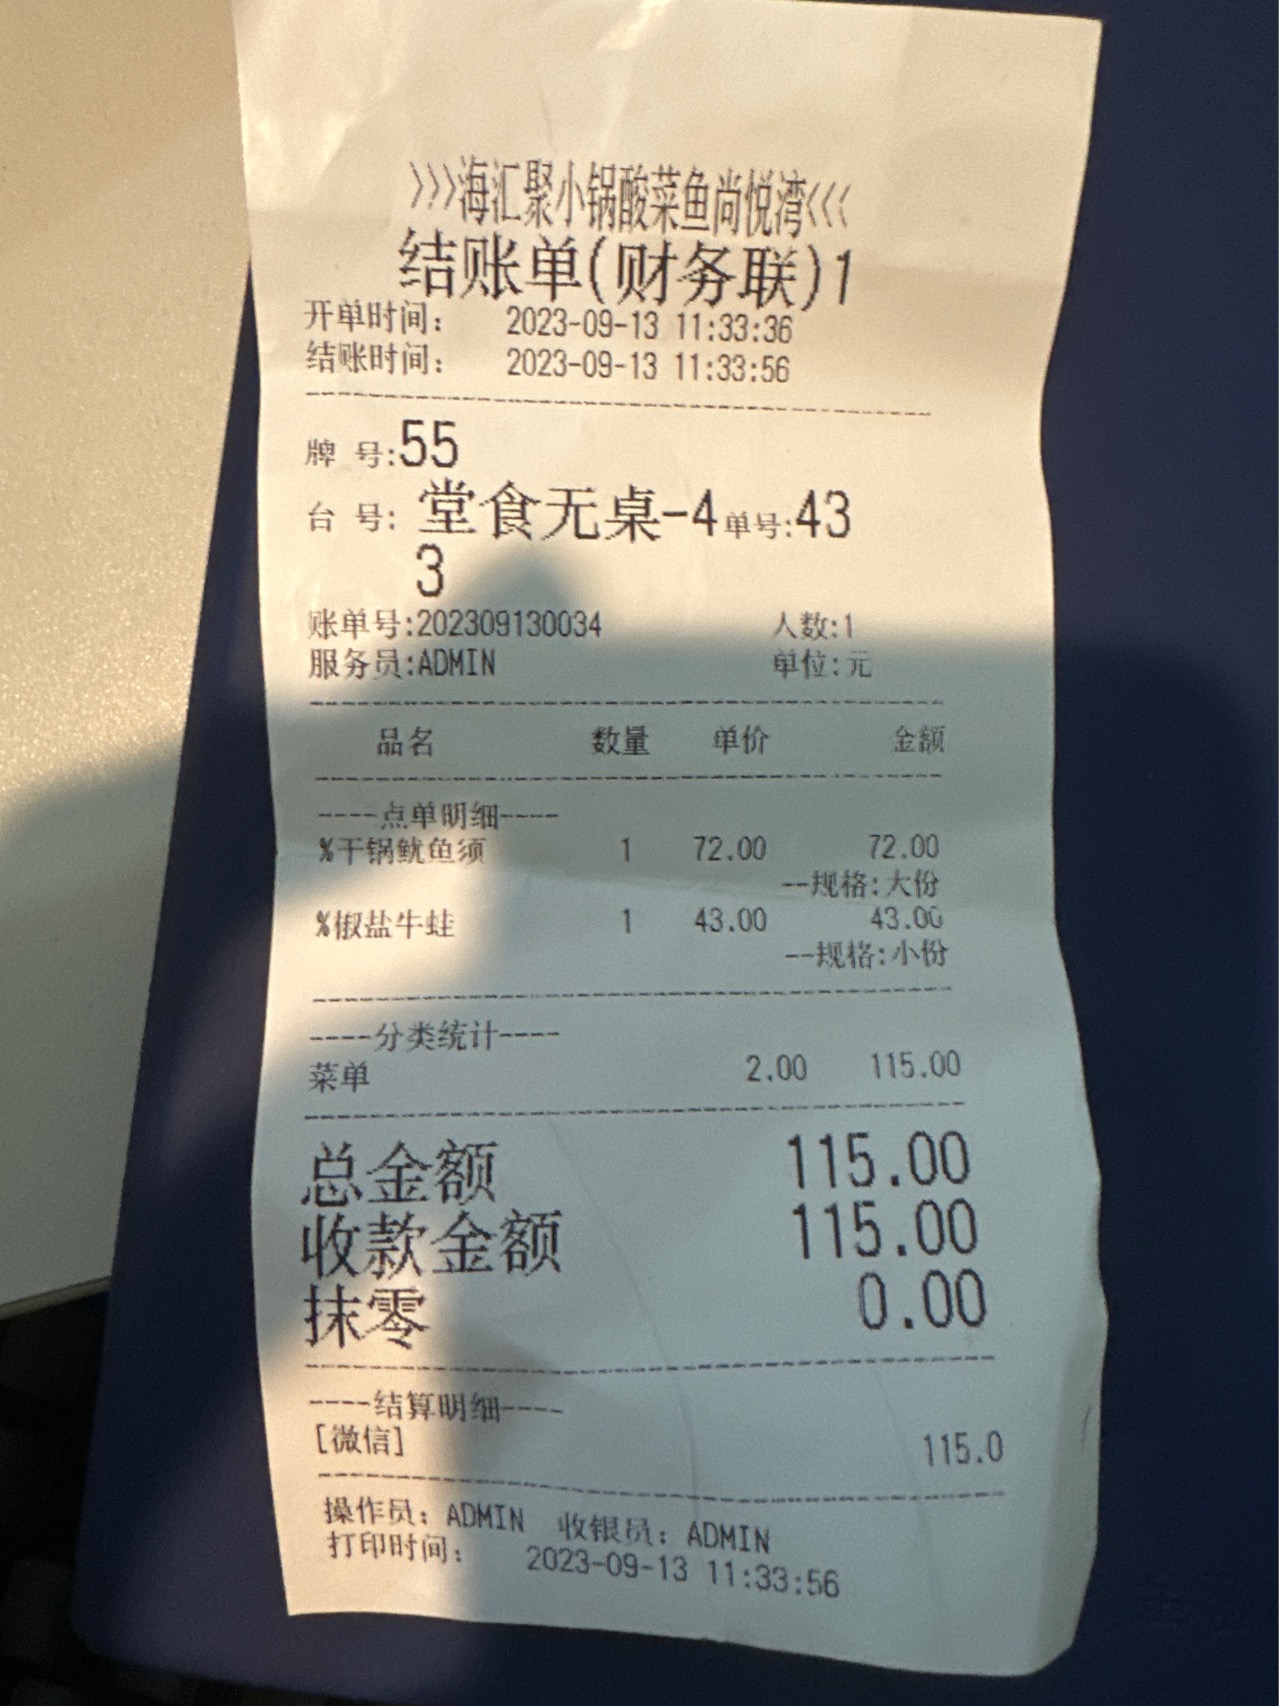 >>>海汇聚小锅酸菜鱼尚悦湾<<<
结账单(财务联)1
开单时间： 2023-09-13 11:33:36
结账时间： 2023-09-13 11:33:56
牌 号:55
台 号: 堂食无桌-4 单号:43
3
账单号:202309130034 人数:1
服务员:ADMIN 单位:元
品名 数量 单价 金额
----点单明细----
%干锅鱿鱼须 1 72.00 72.00
--规格:大份
%椒盐牛蛙 1 43.00 43.00
--规格:小份
----分类统计----
菜单 2.00 115.00
总金额 115.00
收款金额 115.00
抹零 0.00
----结算明细----
[微信] 115.0
操作员：ADMIN 收银员：ADMIN
打印时间： 2023-09-13 11:33:56